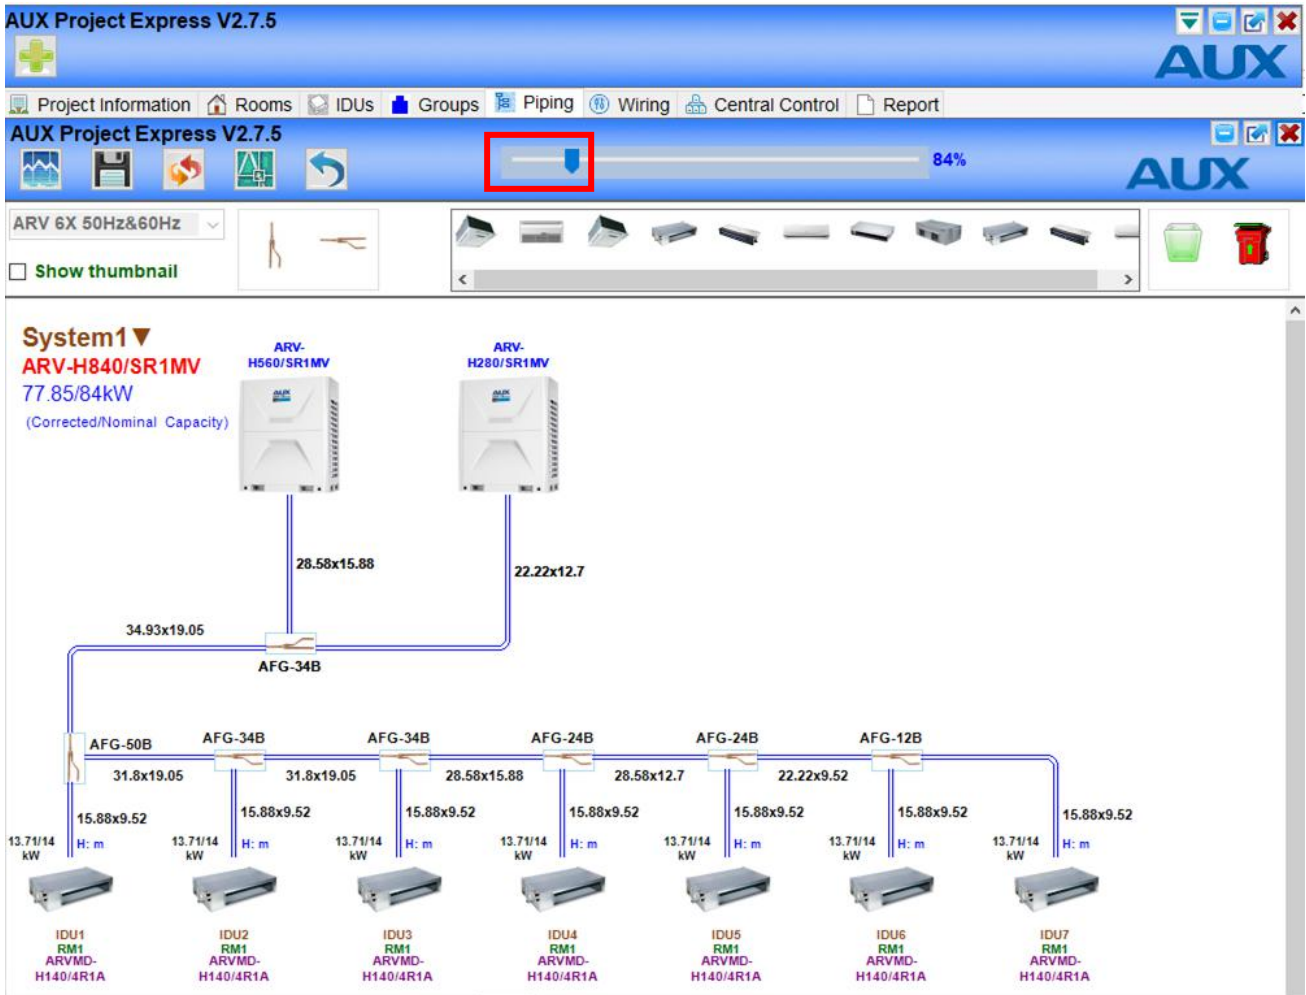 AUX Project Express V2.7.5
AUX
Project Information Rooms IDUs Groups Piping Wiring Central Control Report
AUX Project Express V2.7.5
84%
AUX
ARV 6X 50Hz&60Hz
Show thumbnail
System1▼
ARV-H840/SR1MV
77.85/84kW
(Corrected/Nominal Capacity)
ARV-
H560/SR1MV
ARV-
H280/SR1MV
28.58x15.88
22.22x12.7
34.93x19.05
AFG-34B
AFG-50B AFG-34B AFG-34B AFG-24B AFG-24B AFG-12B
31.8x19.05 31.8x19.05 28.58x15.88 28.58x12.7 22.22x9.52
15.88x9.52 15.88x9.52 15.88x9.52 15.88x9.52 15.88x9.52 15.88x9.52 15.88x9.52
13.71/14 13.71/14 13.71/14 13.71/14 13.71/14 13.71/14 13.71/14
kW H: m kW H: m kW H: m kW H: m kW H: m kW H: m kW H: m
IDU1 IDU2 IDU3 IDU4 IDU5 IDU6 IDU7
RM1 RM1 RM1 RM1 RM1 RM1 RM1
ARVMD- ARVMD- ARVMD- ARVMD- ARVMD- ARVMD- ARVMD-
H140/4R1A H140/4R1A H140/4R1A H140/4R1A H140/4R1A H140/4R1A H140/4R1A